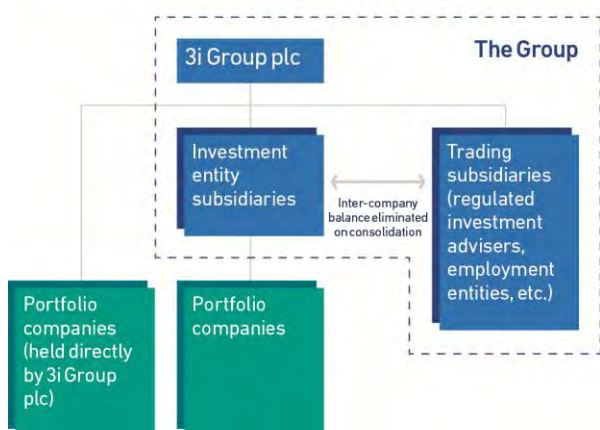 The Group
3i Group plc
Investment
entity
subsidiaries
Inter-company
balance eliminated
on consolidation
Trading
subsidiaries
(regulated
investment
advisers,
employment
entities, etc.)
Portfolio
companies
(held directly
by 3i Group
plc)
Portfolio
companies